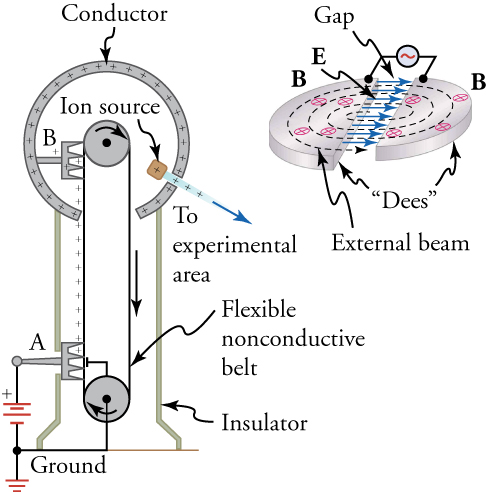 Conductor
Ion source
B
To
experimental
area
A
Flexible
nonconductive
belt
+
Insulator
Ground
Gap
E
B
B
"Dees"
External beam